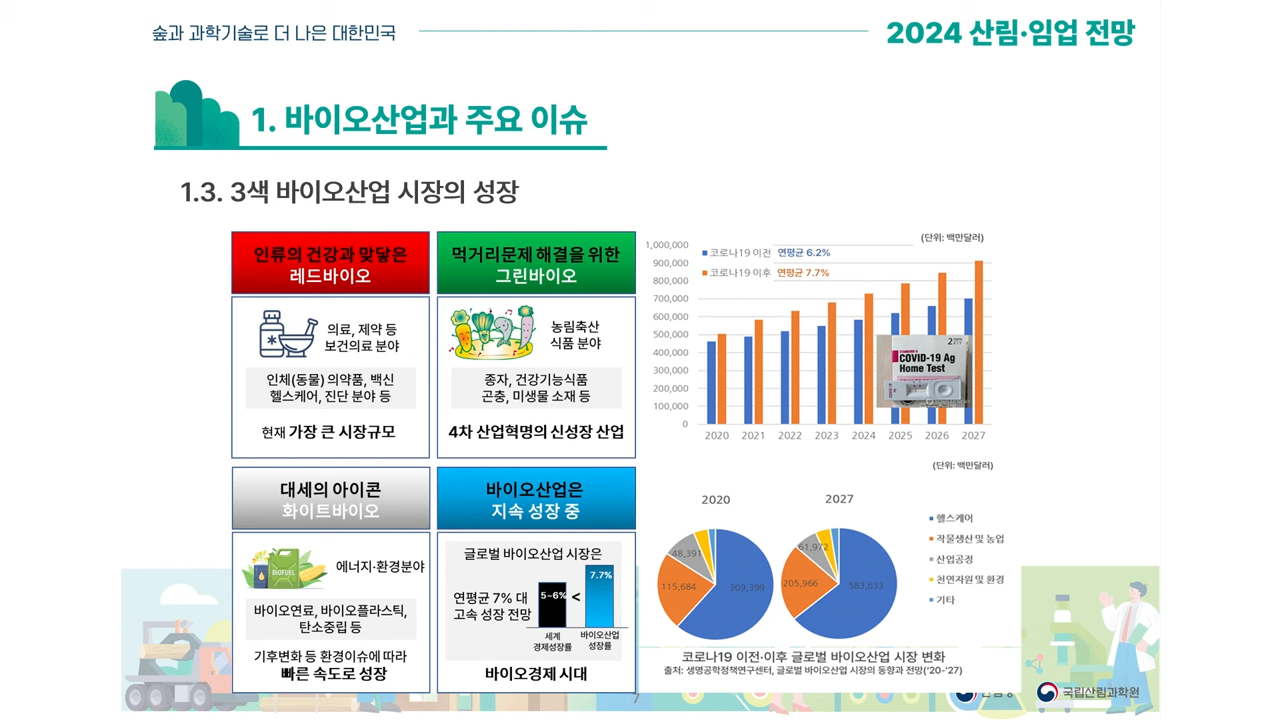 숲과 과학기술로 더 나은 대한민국
2024 산림·임업 전망
1. 바이오산업과 주요 이슈
1.3. 3색 바이오산업 시장의 성장
인류의 건강과 맞닿은
레드바이오
의료, 제약 등
보건의료 분야
인체(동물) 의약품, 백신
헬스케어, 진단 분야 등
현재 가장 큰 시장규모
먹거리문제 해결을 위한
그린바이오
농림축산
식품 분야
종자, 건강기능식품
곤충, 미생물 소재 등
4차 산업혁명의 신성장 산업
대세의 아이콘
화이트바이오
BIOFUEL
에너지·환경분야
바이오연료, 바이오플라스틱,
탄소중립 등
기후변화 등 환경이슈에 따라
빠른 속도로 성장
바이오산업은
지속 성장 중
글로벌 바이오산업 시장은
연평균 7% 대
고속 성장 전망
5~6%
<
7.7%
세계
경제성장률
바이오산업
성장률
바이오경제 시대
(단위: 백만달러)
코로나19 이전 연평균 6.2%
코로나19 이후 연평균 7.7%
1,000,000
900,000
800,000
700,000
600,000
500,000
400,000
300,000
200,000
100,000
0
2020 2021 2022 2023 2024 2025 2026 2027
COVID-19 Ag
Home Test
(단위: 백만달러)
2020
48,391
115,684
309,399
2027
61,972
205,966
583,633
헬스케어
작물생산 및 농업
산업공정
천연자원 및 환경
기타
코로나19 이전·이후 글로벌 바이오산업 시장 변화
출처: 생명공학정책연구센터, 글로벌 바이오산업 시장의 동향과 전망('20-'27)
7
국립산림과학원